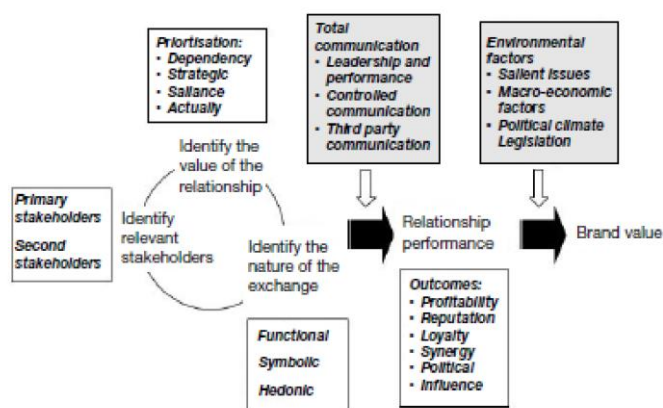 Priortisation:
• Dependency
• Strategic
• Saliance
• Actually
Total
communication
• Leadership and
performance
• Controlled
communication
• Third party
communication
Environmental
factors
• Salient issues
• Macro-economic
factors
• Political climate
Legislation
Identify the
value of the
relationship
Primary
stakeholders
Second
stakeholders
Identify
relevant
stakeholders
Identify the
nature of the
exchange
Relationship
performance
Brand value
Functional
Symbolic
Hedonic
Outcomes:
• Profitability
• Reputation
• Loyalty
• Synergy
• Political
• Influence